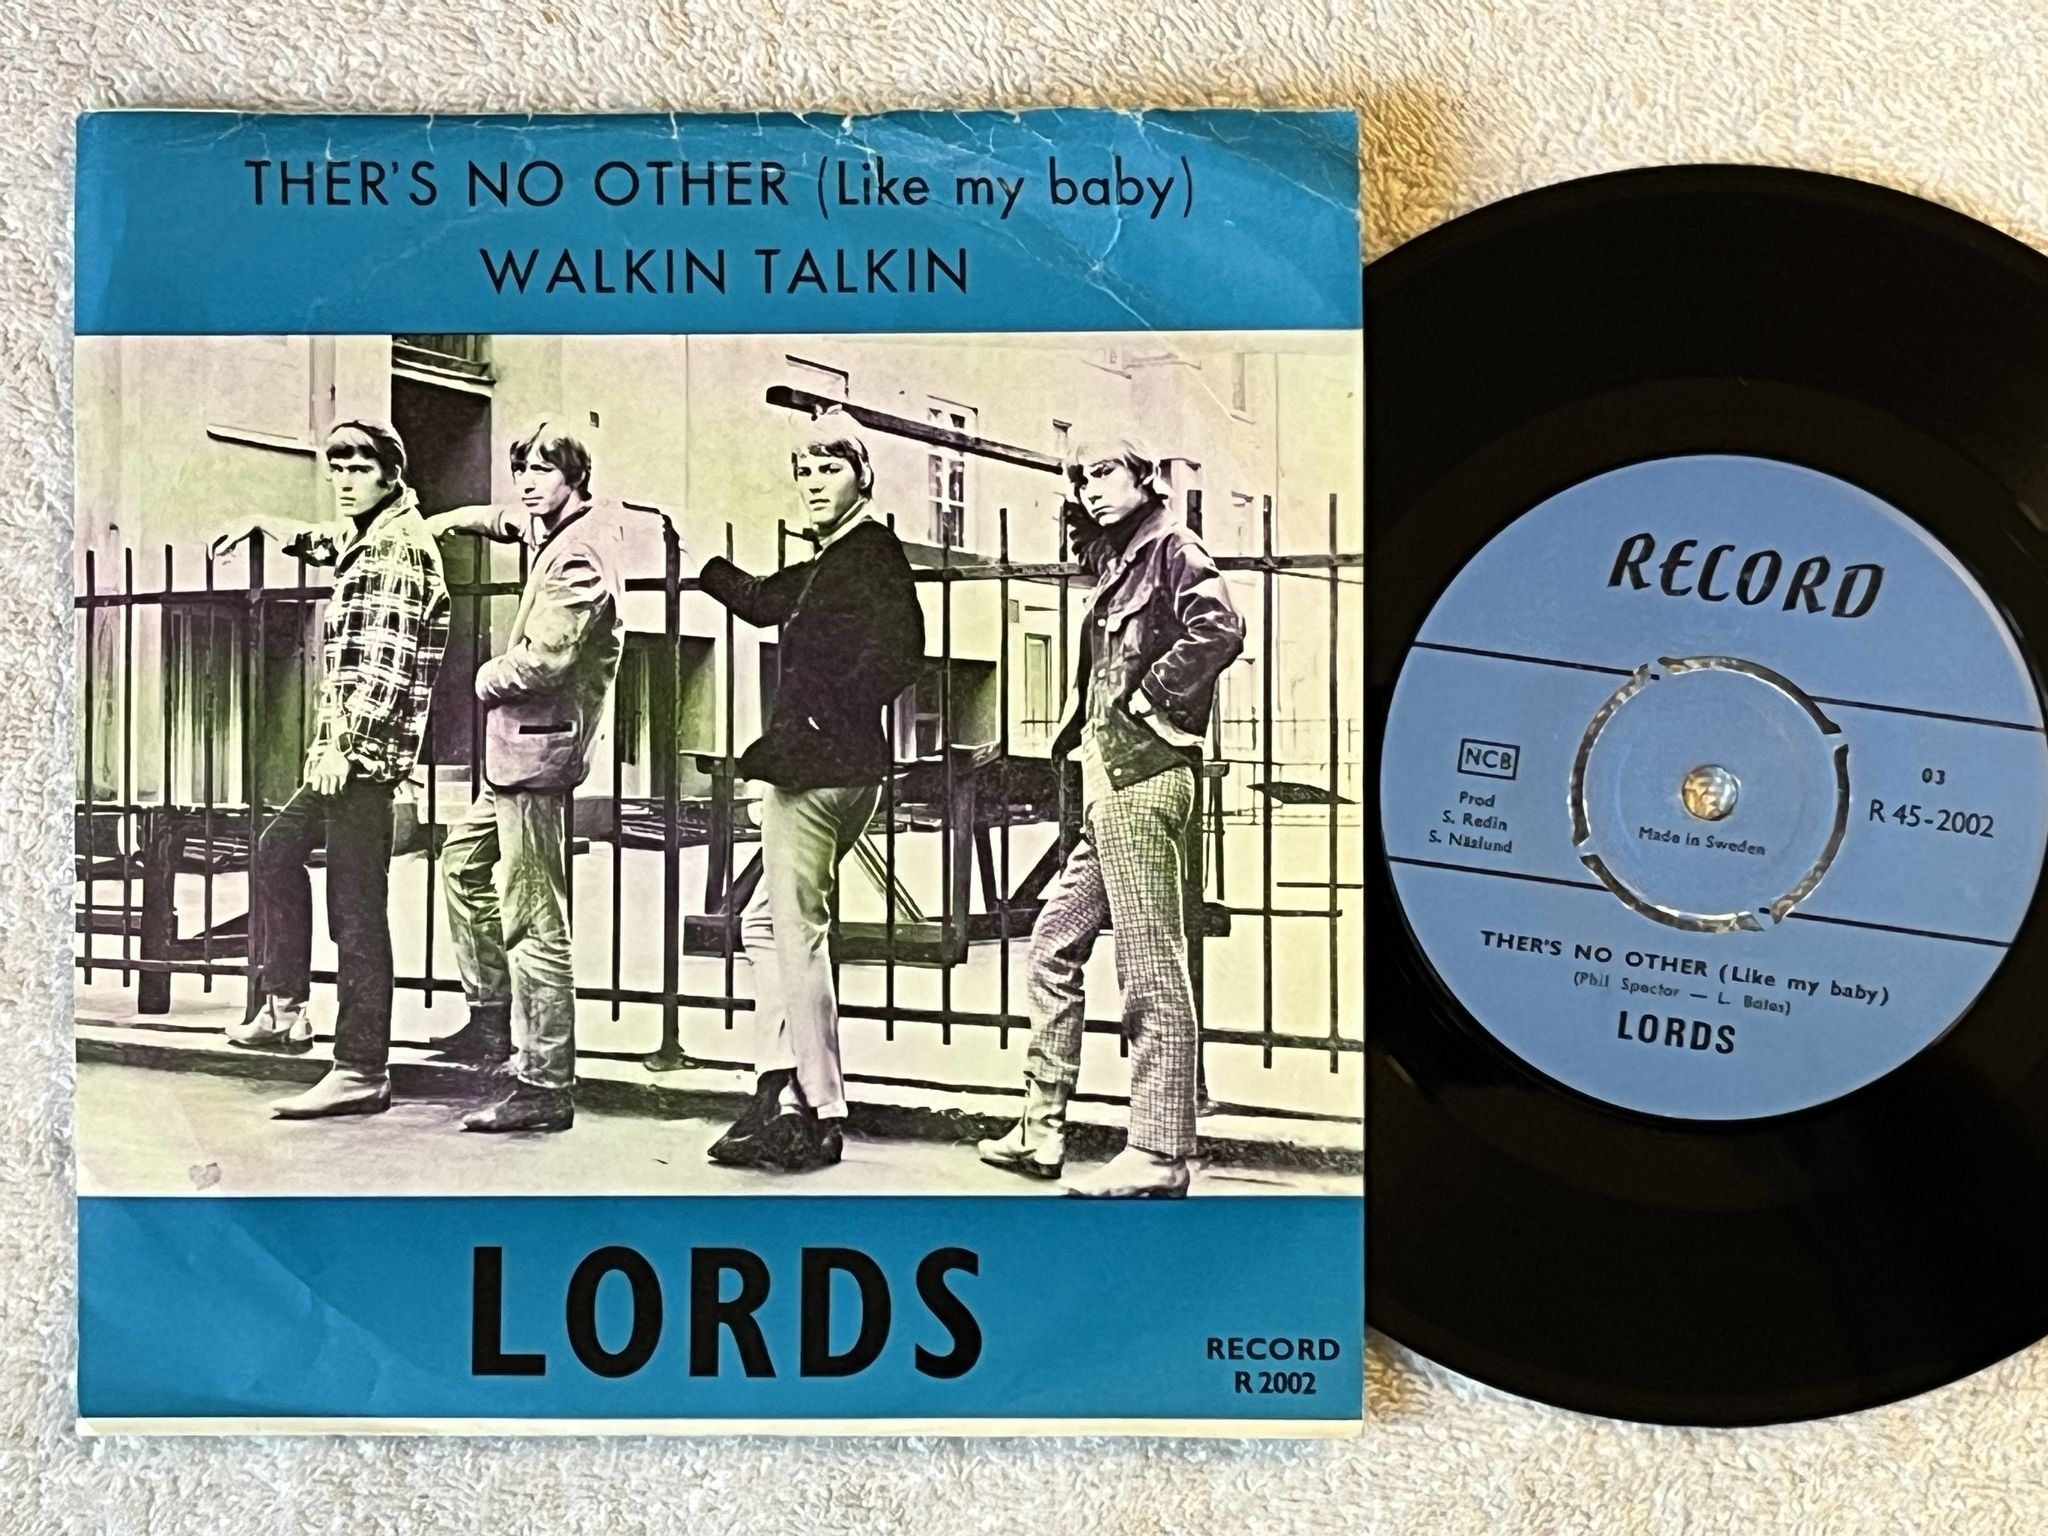 THER'S NO OTHER (Like my baby)
WALKIN TALKIN
LORDS
RECORD
R 2002
RECORD
NCB
Prod
S. Redin
S. Näslund
Made in Sweden
03
R 45-2002
THER'S NO OTHER (Like my baby)
(Phil Spector — L. Bates)
LORDS